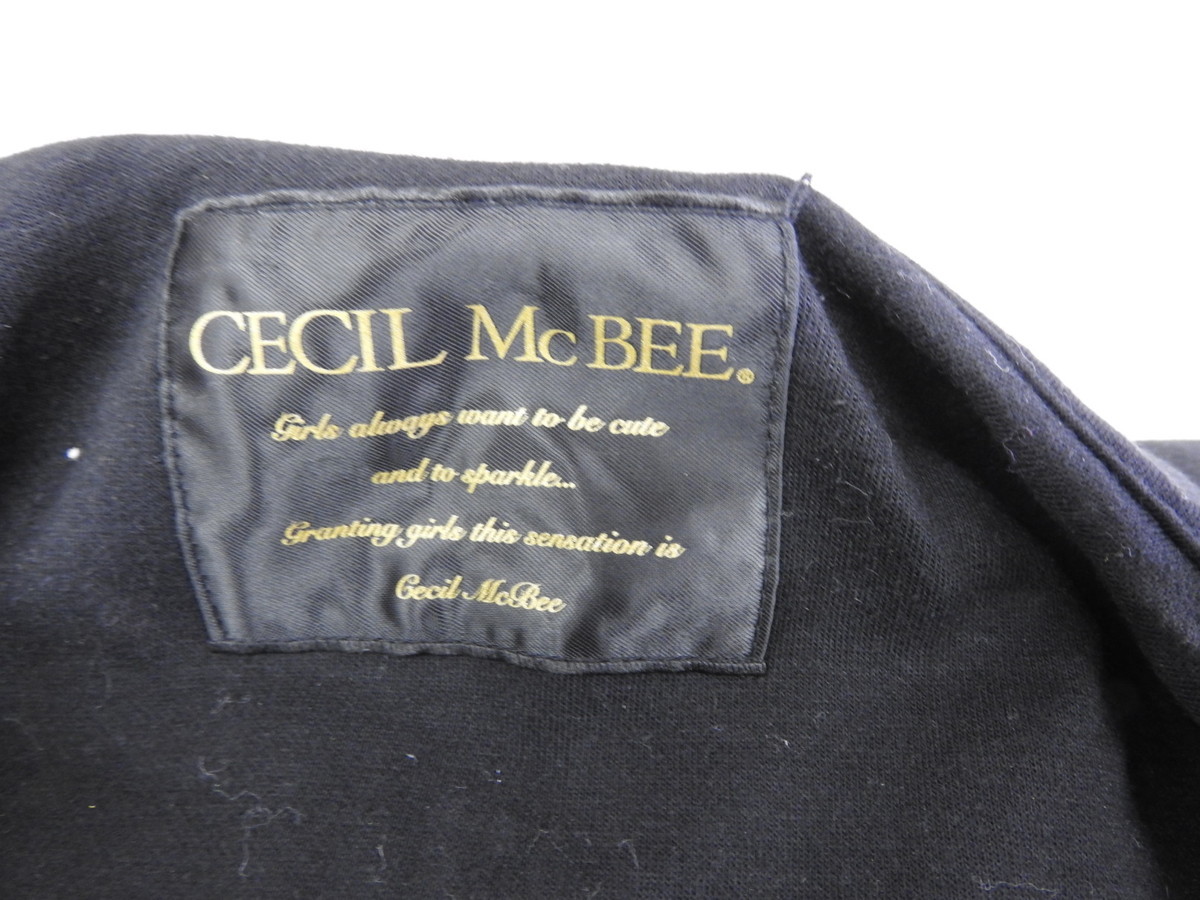 CECIL McBEE®
Girls always want to be cute
and to sparkle...
Granting girls this sensation is
Cecil McBee